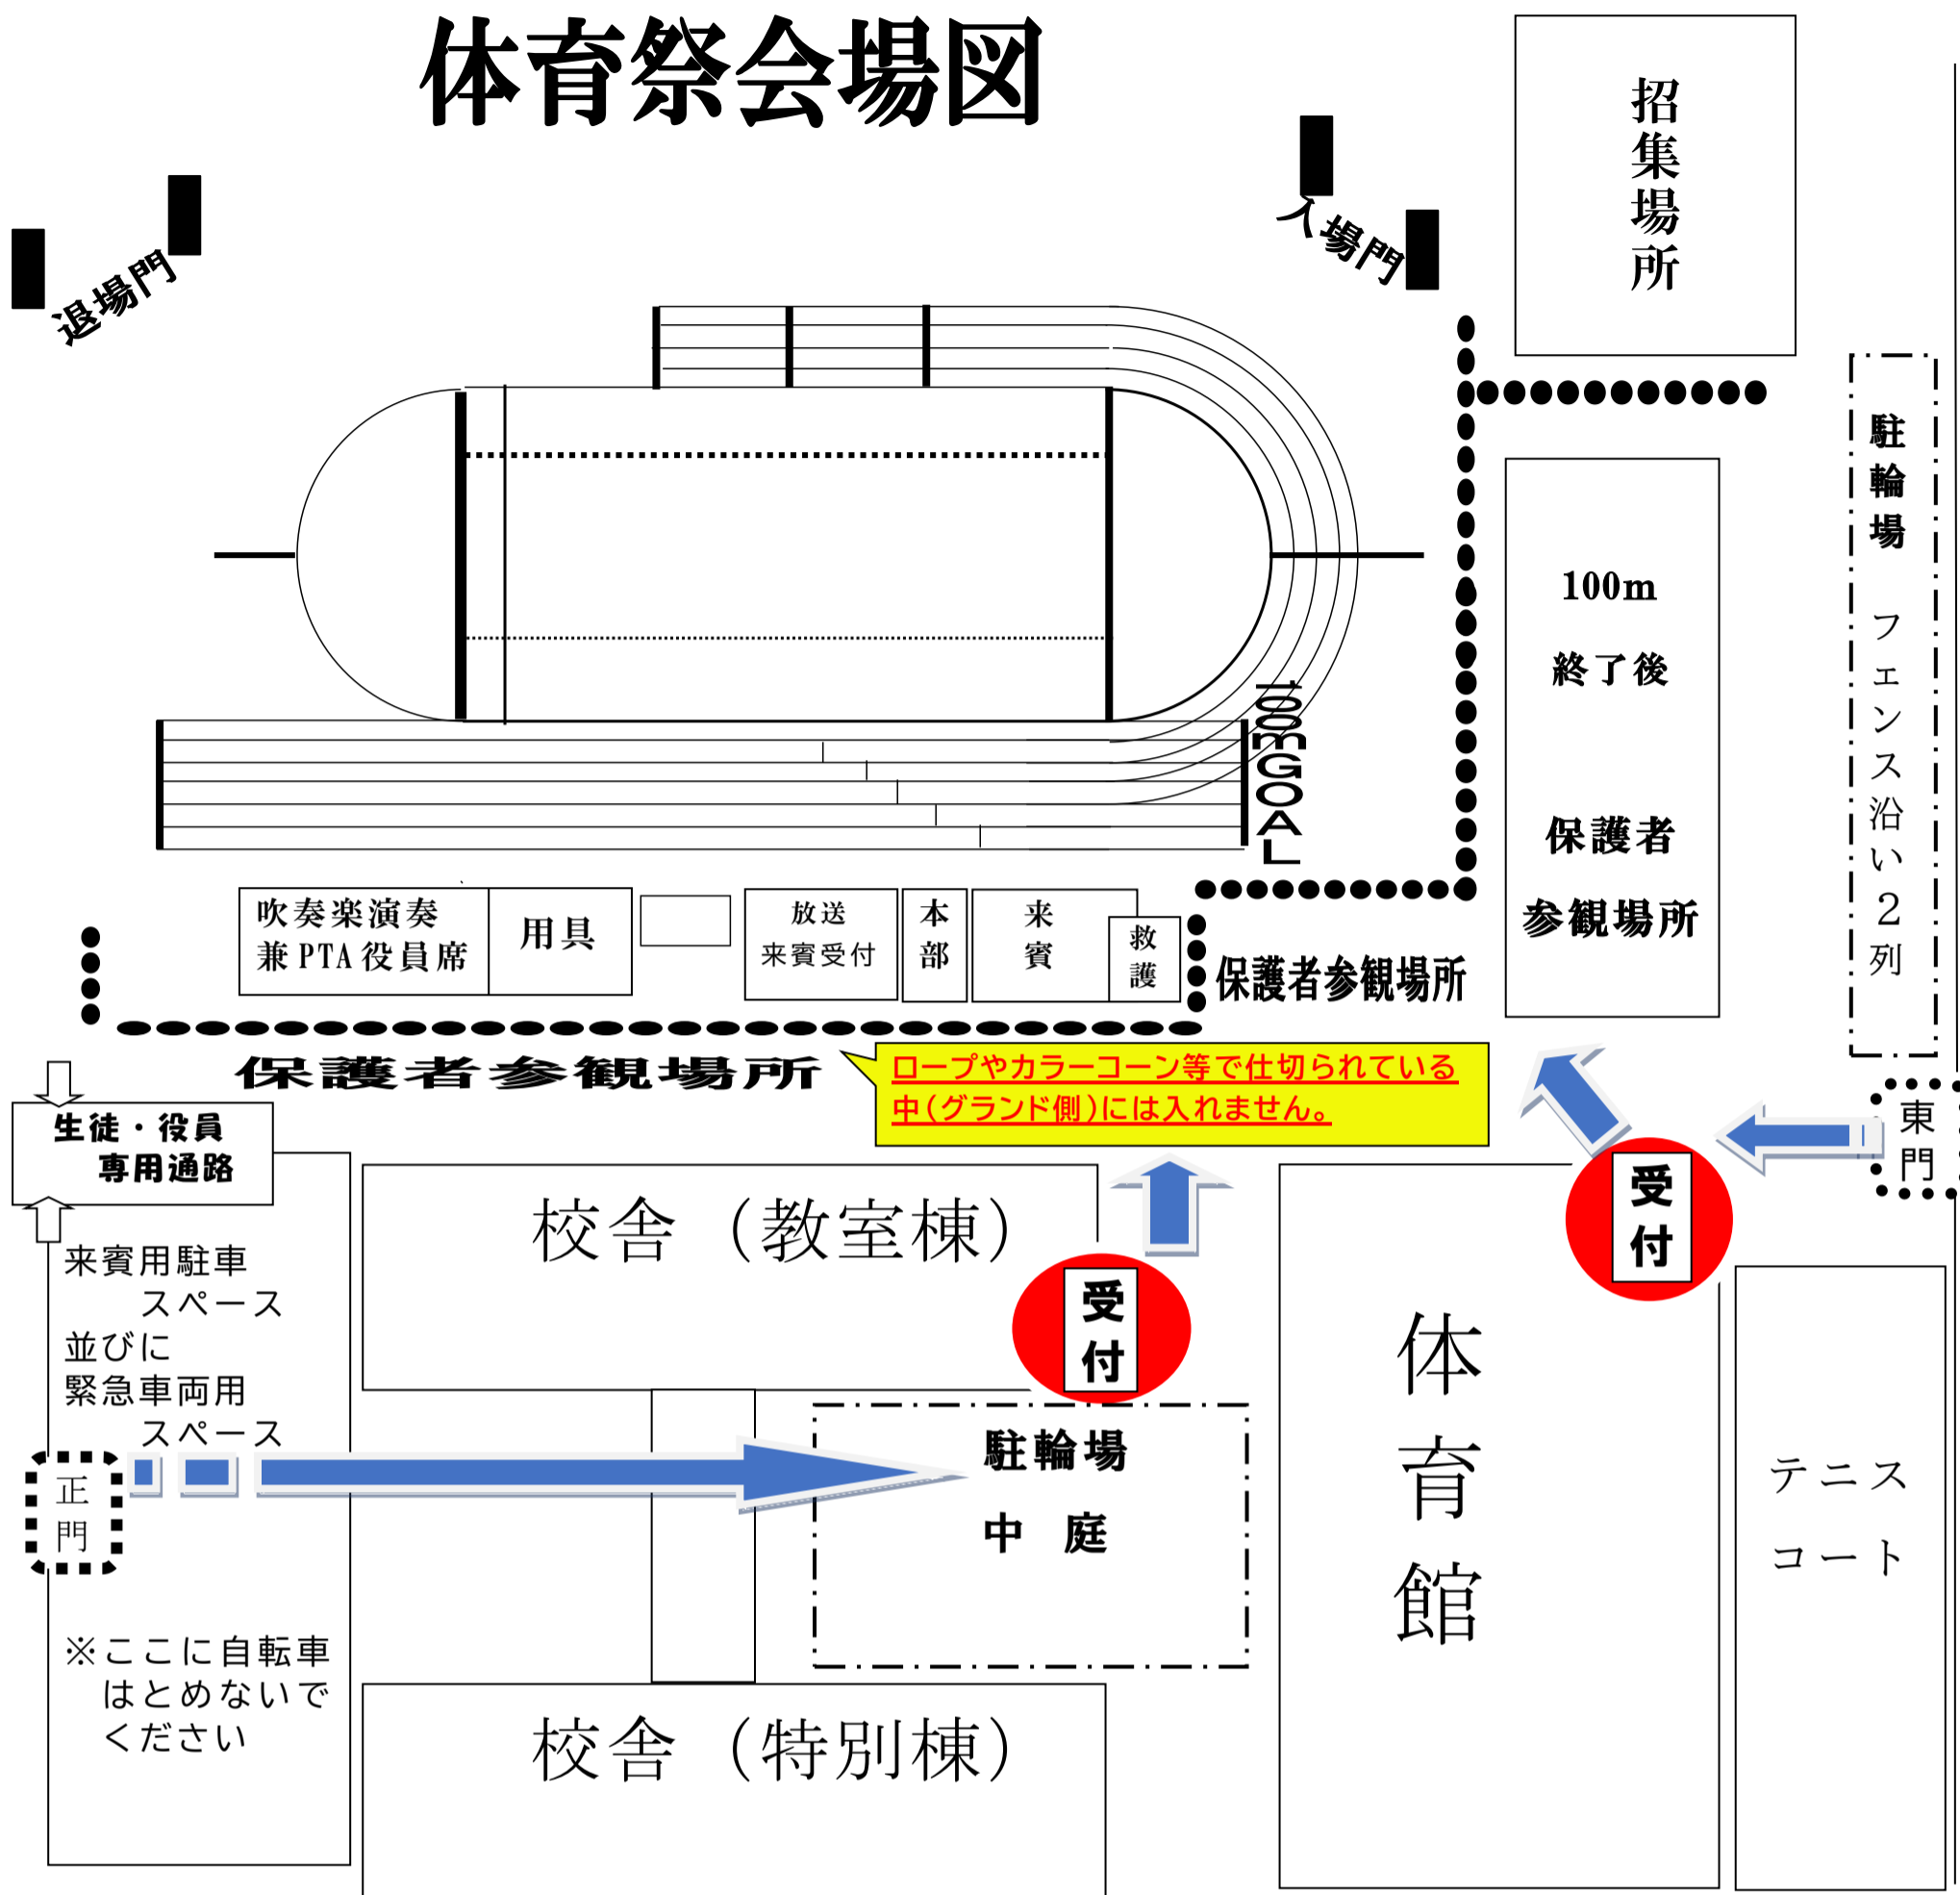 体育祭会場図
招集場所
退場門
入場門
駐輪場 フェンス沿い2列
100m
終了後
保護者
参観場所
100mGOAL
吹奏楽演奏
兼PTA役員席
用具
放送
来賓受付
本部
来賓
救護
保護者参観場所
保護者参観場所
ロープやカラーコーン等で仕切られている
中(グランド側)には入れません。
東門
生徒・役員
専用通路
受付
校舎（教室棟）
受付
来賓用駐車
スペース
並びに
緊急車両用
スペース
体育館
駐輪場
中 庭
正門
テニス
コート
※ここに自転車
はとめないで
ください
校舎（特別棟）